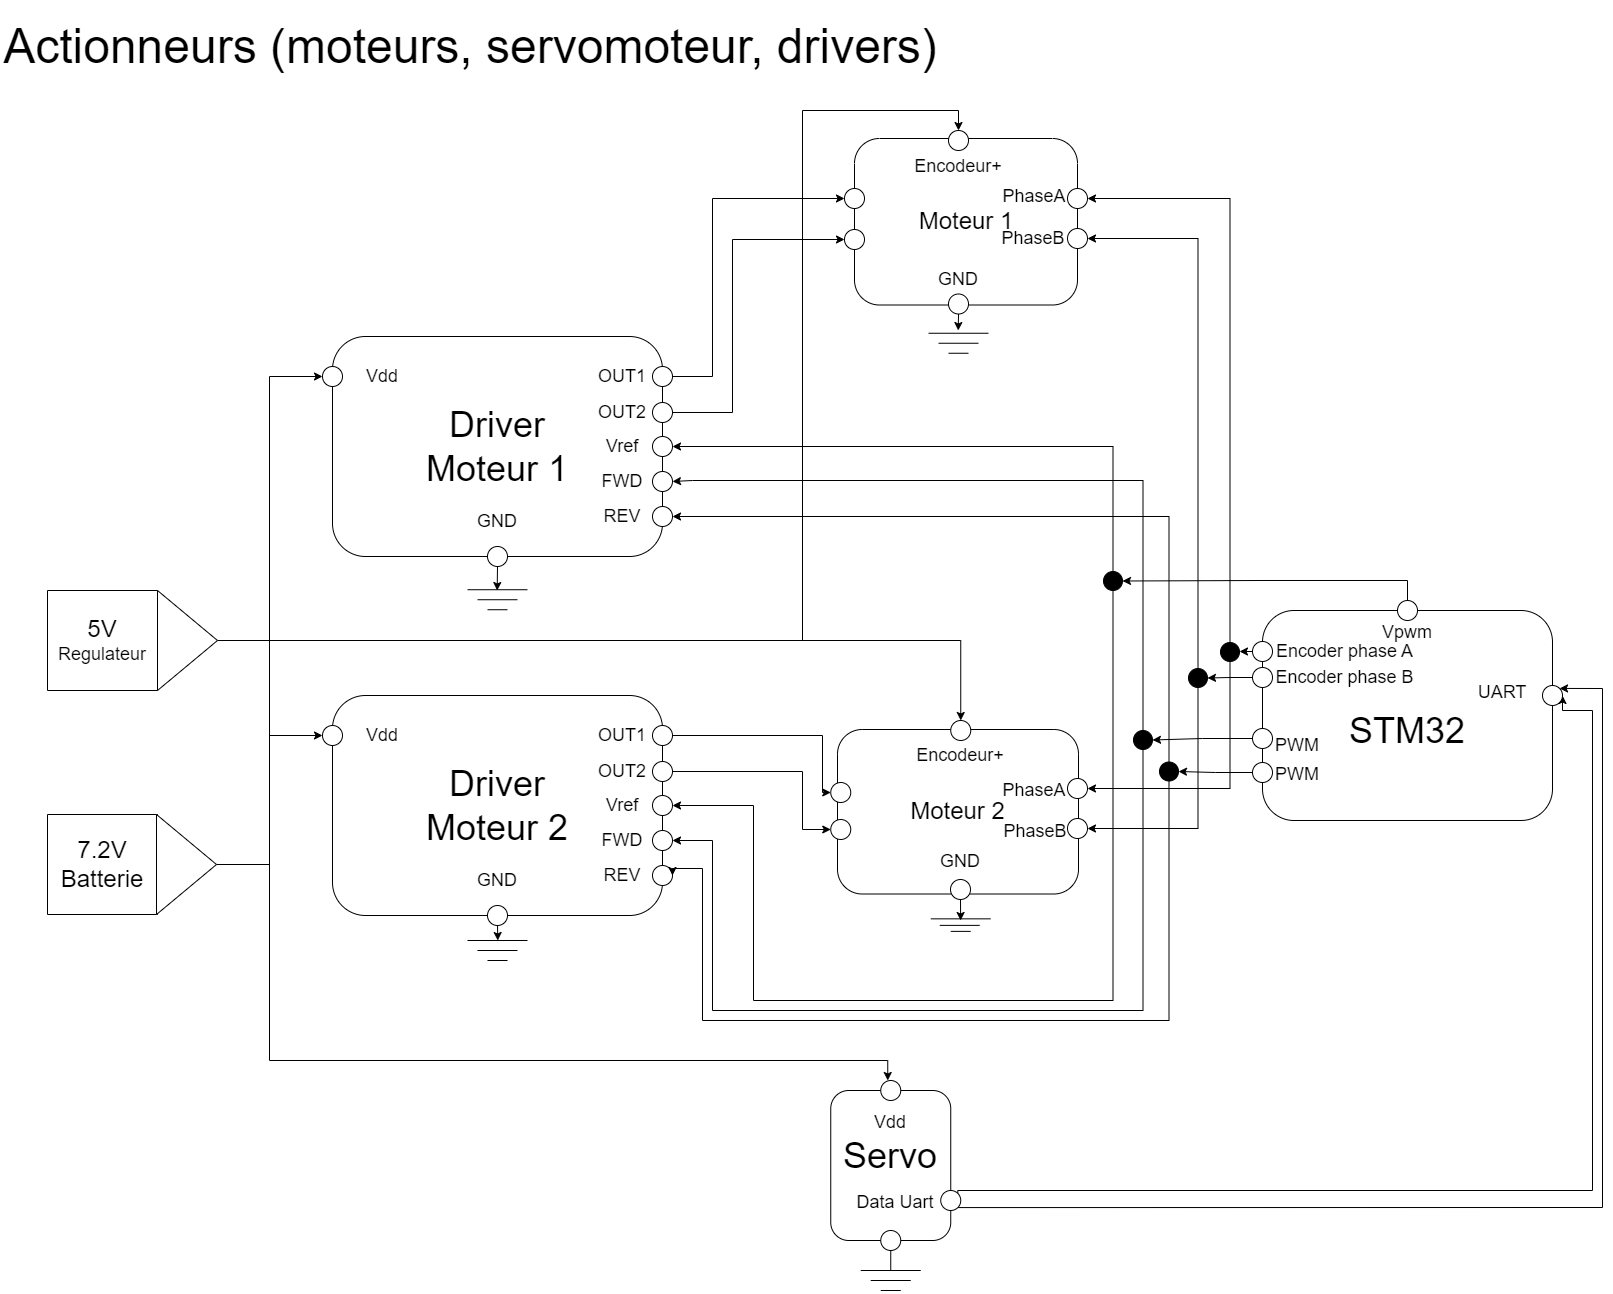 Actionneurs (moteurs, servomoteur, drivers)
Encodeur+
PhaseA
Moteur 1
PhaseB
GND
Vdd
OUT1
OUT2
Driver
Moteur 1
Vref
FWD
REV
GND
5V
Regulateur
Vpwm
Encoder phase A
Encoder phase B
UART
STM32
PWM
PWM
Vdd
OUT1
OUT2
Driver
Moteur 2
Vref
FWD
REV
GND
Encodeur+
PhaseA
Moteur 2
PhaseB
GND
7.2V
Batterie
Vdd
Servo
Data Uart